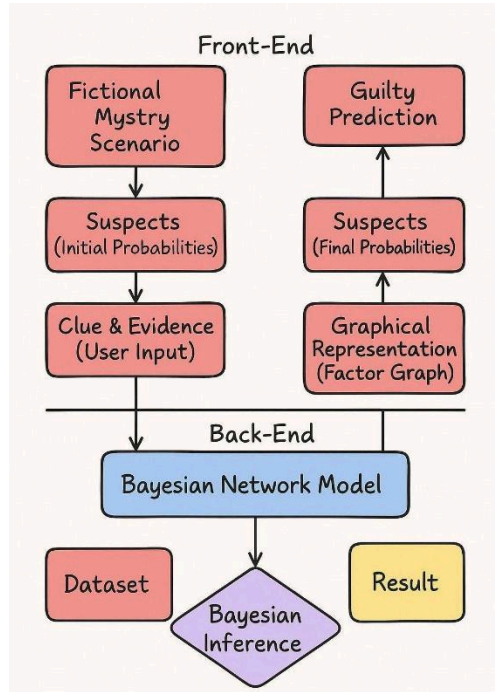 Front-End
Fictional
Mystry
Scenario
Suspects
(Initial Probabilities)
Clue & Evidence
(User Input)
Guilty
Prediction
Suspects
(Final Probabilities)
Graphical
Representation
(Factor Graph)
Back-End
Bayesian Network Model
Dataset
Bayesian
Inference
Result